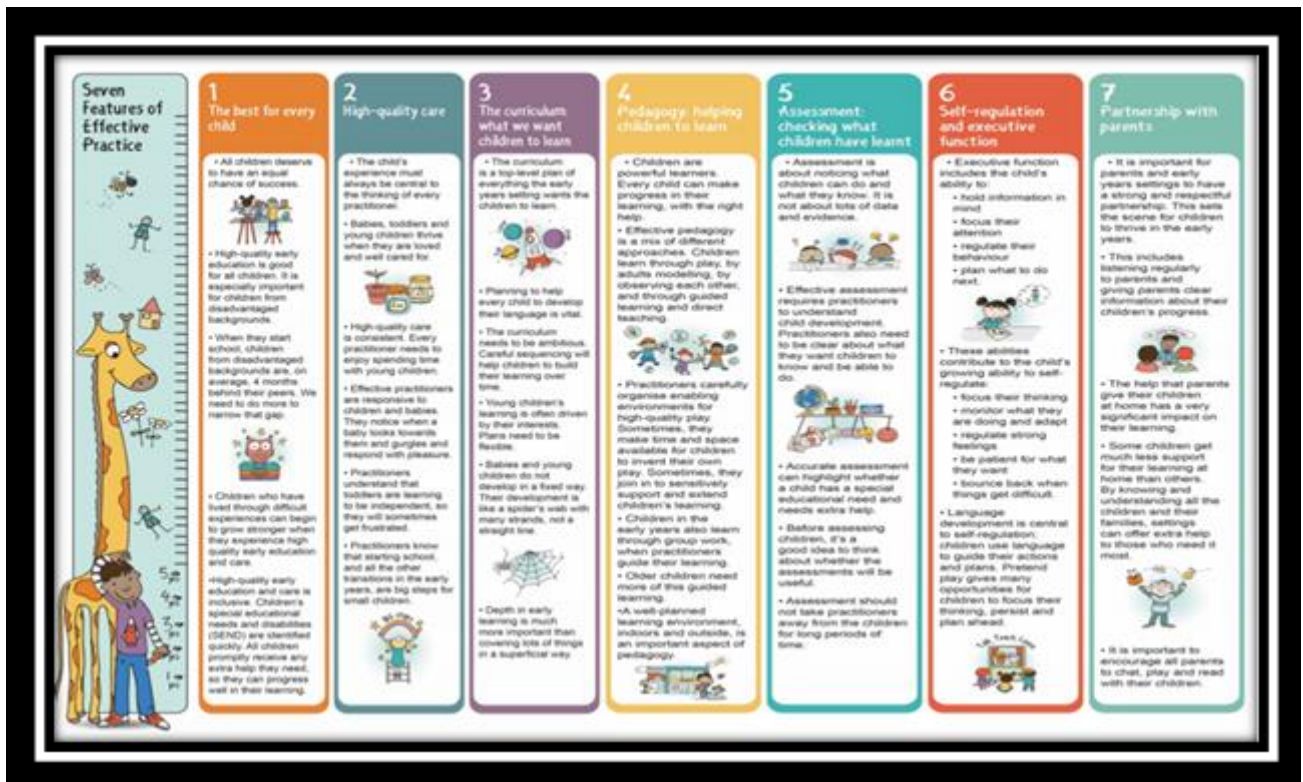 Seven
Features of
Effective
Practice
1
The best for every
child
• All children deserve
to have an equal
chance of success.
• High-quality early
education is good
for all children. It is
especially important
for children from
disadvantaged
backgrounds.
• When they start
school, children
from disadvantaged
backgrounds are, on
average, 4 months
behind their peers. We
need to do more to
narrow that gap.
• Children who have
lived through difficult
experiences can begin
to grow stronger when
they experience high
quality early education
and care.
•High-quality early
education and care is
inclusive. Children's
special educational
needs and disabilities
(SEND) are identified
quickly. All children
promptly receive any
extra help they need,
so they can progress
well in their learning.
2
High-quality care
• The child's
experience must
always be central to
the thinking of every
practitioner.
• Babies, toddlers and
young children thrive
when they are loved
and well cared for.
• High-quality care
is consistent. Every
practitioner needs to
enjoy spending time
with young children.
• Effective practitioners
are responsive to
children and babies.
They notice when a
baby looks towards
them and gurgles and
respond with pleasure.
• Practitioners
understand that
toddlers are learning
to be independent, so
they will sometimes
get frustrated.
• Practitioners know
that starting school,
and all the other
transitions in the early
years, are big steps for
small children.
3
The curriculum
what we want
children to learn
• The curriculum
is a top-level plan of
everything the early
years setting wants the
children to learn.
• Planning to help
every child to develop
their language is vital.
• The curriculum
needs to be ambitious.
Careful sequencing will
help children to build
their learning over
time.
• Young children's
learning is often driven
by their interests.
Plans need to be
flexible.
• Babies and young
children do not
develop in a fixed way.
Their development is
like a spider's web with
many strands, not a
straight line.
• Depth in early
learning is much
more important than
covering lots of things
in a superficial way.
4
Pedagogy: helping
children to learn
• Children are
powerful learners.
Every child can make
progress in their
learning, with the right
help.
• Effective pedagogy
is a mix of different
approaches. Children
learn through play, by
adults modelling, by
observing each other,
and through guided
learning and direct
teaching.
• Practitioners carefully
organise enabling
environments for
high-quality play.
Sometimes, they
make time and space
available for children
to invent their own
play. Sometimes, they
join in to sensitively
support and extend
children's learning.
• Children in the
early years also learn
through group work,
when practitioners
guide their learning.
• Older children need
more of this guided
learning.
•A well-planned
learning environment,
indoors and outside, is
an important aspect of
pedagogy.
5
Assessment:
checking what
children have learnt
• Assessment is
about noticing what
children can do and
what they know. It is
not about lots of data
and evidence.
• Effective assessment
requires practitioners
to understand
child development.
Practitioners also need
to be clear about what
they want children to
know and be able to
do.
• Accurate assessment
can highlight whether
a child has a special
educational need and
needs extra help.
• Before assessing
children, it's a
good idea to think
about whether the
assessments will be
useful.
• Assessment should
not take practitioners
away from the children
for long periods of
time.
6
Self-regulation
and executive
function
• Executive function
includes the child's
ability to:
• hold information in
mind
• focus their
attention
• regulate their
behaviour
• plan what to do
next.
• These abilities
contribute to the child's
growing ability to self-
regulate:
• focus their thinking
• monitor what they
are doing and adapt
• regulate strong
feelings
• be patient for what
they want
• bounce back when
things get difficult.
• Language
development is central
to self-regulation:
children use language
to guide their actions
and plans. Pretend
play gives many
opportunities for
children to focus their
thinking, persist and
plan ahead.
7
Partnership with
parents
• It is important for
parents and early
years settings to have
a strong and respectful
partnership. This sets
the scene for children
to thrive in the early
years.
• This includes
listening regularly
to parents and
giving parents clear
information about their
children's progress.
• The help that parents
give their children
at home has a very
significant impact on
their learning.
• Some children get
much less support
for their learning at
home than others.
By knowing and
understanding all the
children and their
families, settings
can offer extra help
to those who need it
most.
• It is important to
encourage all parents
to chat, play and read
with their children.